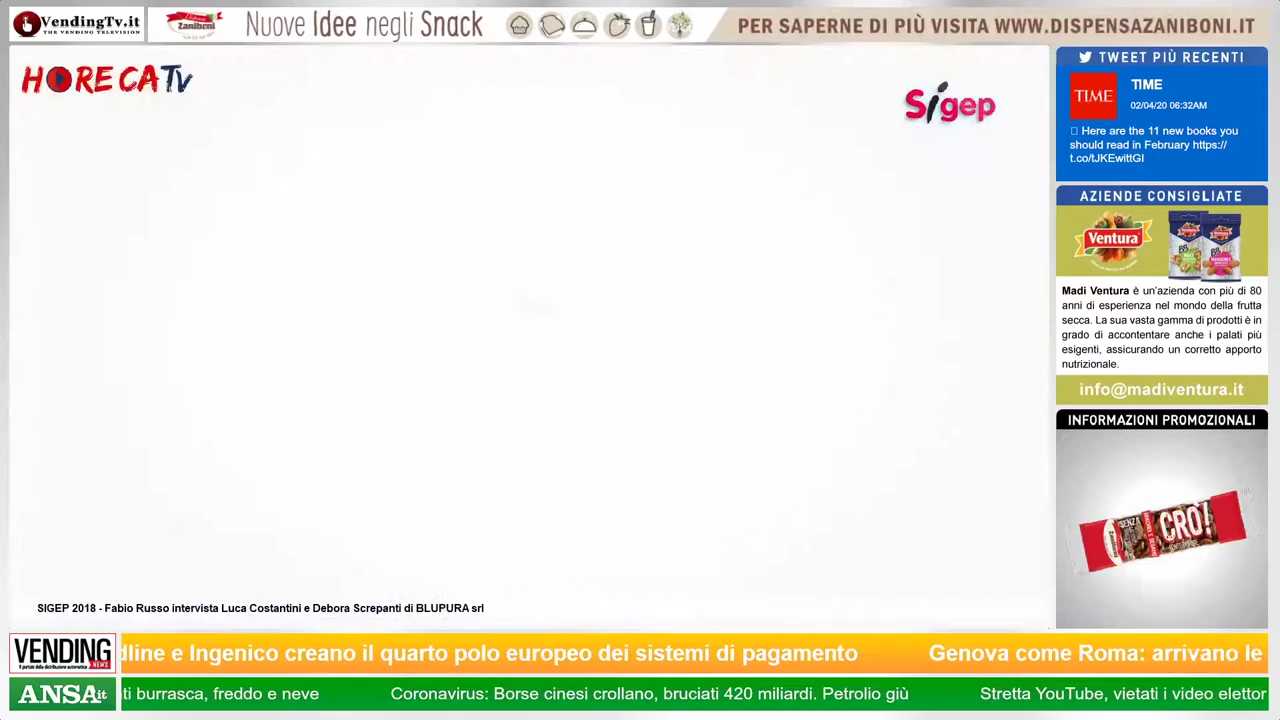 VendingTv.it
THE VENDING TELEVISION
Zaniboni
Nuove Idee negli Snack
PER SAPERNE DI PIÙ VISITA WWW.DISPENSAZANIBONI.IT
HORECATv
Sigep
TWEET PIÙ RECENTI
TIME
TIME
02/04/20 06:32AM
Here are the 11 new books you
should read in February https://
t.co/tJKEwittGI
AZIENDE CONSIGLIATE
Ventura
Madi Ventura è un'azienda con più di 80
anni di esperienza nel mondo della frutta
secca. La sua vasta gamma di prodotti è in
grado di accontentare anche i palati più
esigenti, assicurando un corretto apporto
nutrizionale.
info@madiventura.it
INFORMAZIONI PROMOZIONALI
SENZA
CRO!
SIGEP 2018 - Fabio Russo intervista Luca Costantini e Debora Screpanti di BLUPURA srl
VENDING
NEWS
Il portale della distribuzione automatica
dline e Ingenico creano il quarto polo europeo dei sistemi di pagamento
Genova come Roma: arrivano le
ANSA.it
ti burrasca, freddo e neve
Coronavirus: Borse cinesi crollano, bruciati 420 miliardi. Petrolio giù
Stretta YouTube, vietati i video elettor